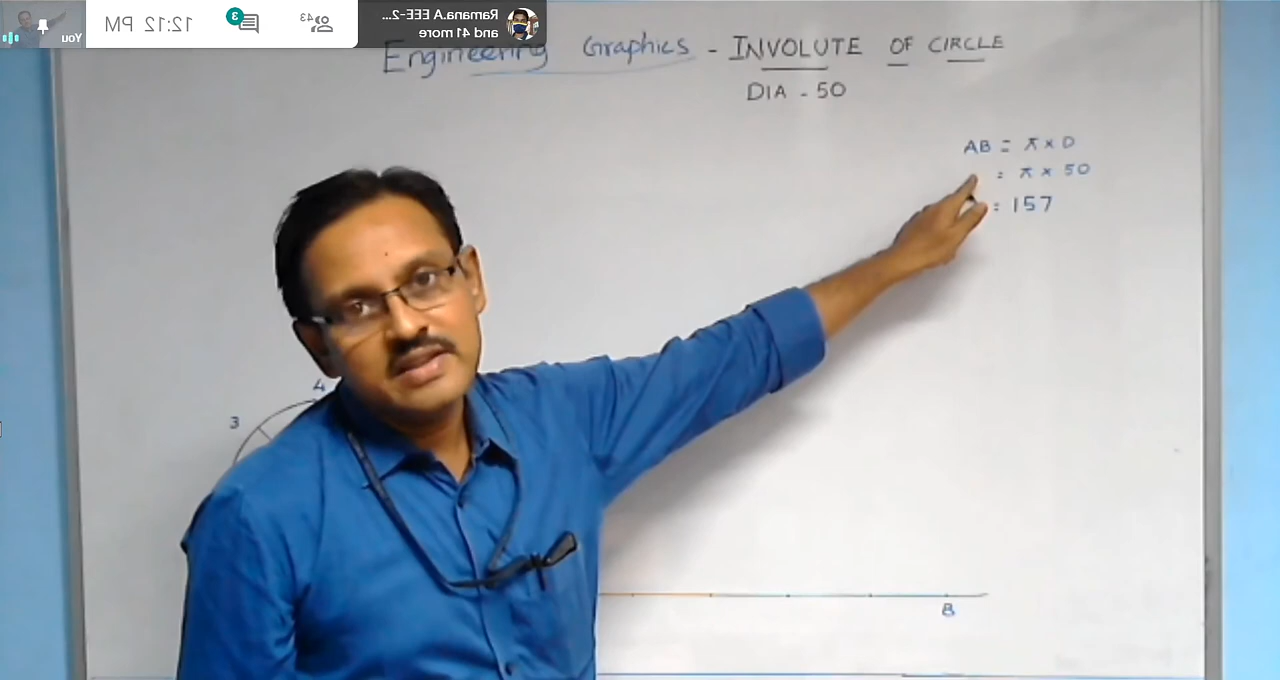 You
12:12 PM
3
43
Ramana.A EEE-2...
and 41 more
Engineering Graphics - INVOLUTE OF CIRCLE
DIA - 50
AB = π × D
= π × 50
= 157
4
3
B